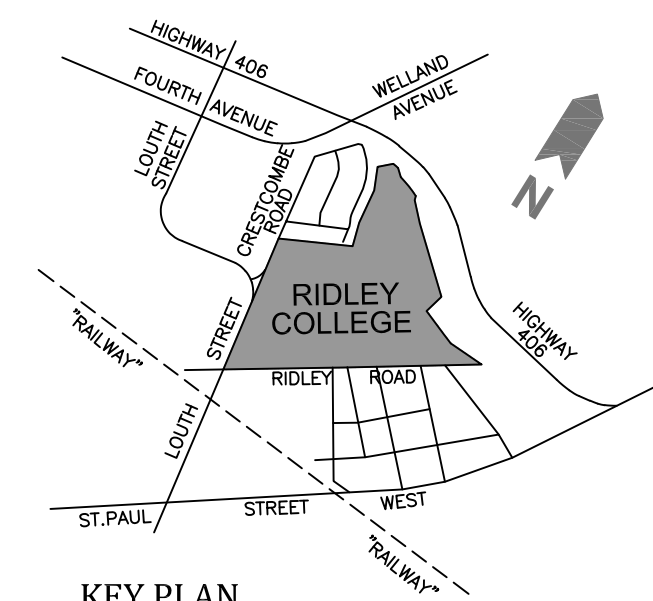 HIGHWAY 406
FOURTH AVENUE
WELLAND
AVENUE
LOUTH
STREET
CRESTCOMBE
ROAD
N
RIDLEY
COLLEGE
"RAILWAY"
STREET
HIGHWAY
406
RIDLEY ROAD
LOUTH
ST.PAUL STREET WEST
"RAILWAY"
KEY PLAN